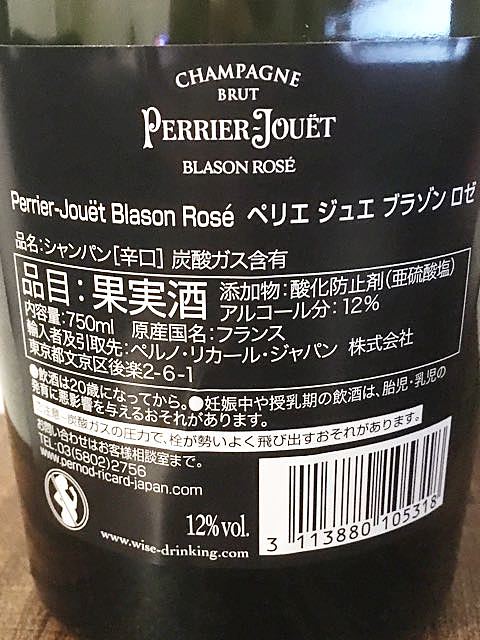 CHAMPAGNE
BRUT
PERRIER-JOUËT
BLASON ROSÉ
Perrier-Jouët Blason Rosé ペリエ ジュエ ブラゾン ロゼ
品名:シャンパン[辛口] 炭酸ガス含有
品目:果実酒 添加物:酸化防止剤(亜硫酸塩)
アルコール分:12%
内容量:750ml 原産国名:フランス
輸入者及引取先:ペルノ・リカール・ジャパン 株式会社
東京都文京区後楽2-6-1
●飲酒は20歳になってから。●妊娠中や授乳期の飲酒は、胎児・乳児の
発育に悪影響を与えるおそれがあります。
ご注意-炭酸ガスの圧力で、栓が勢いよく飛び出すおそれがあります。
お問い合わせはお客様相談室まで。
TEL:03(5802)2756
www.pernod-ricard-japan.com
12%vol.
www.wise-drinking.com
3 113880 105318